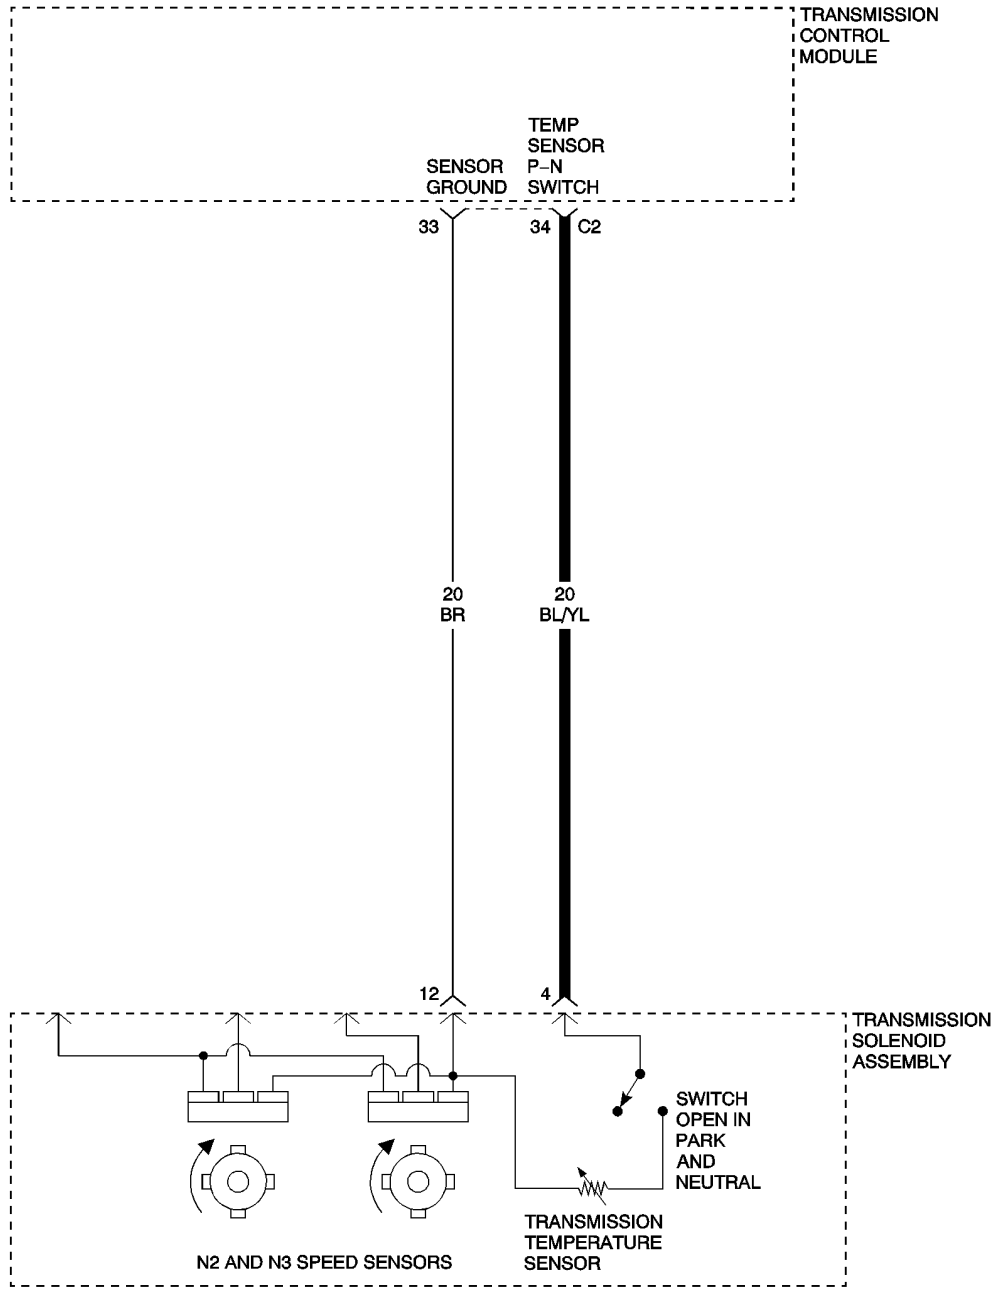 TRANSMISSION
CONTROL
MODULE
SENSOR
GROUND
TEMP
SENSOR
P–N
SWITCH
33
34
C2
20
BR
20
BL/YL
12
4
TRANSMISSION
SOLENOID
ASSEMBLY
SWITCH
OPEN IN
PARK
AND
NEUTRAL
TRANSMISSION
TEMPERATURE
SENSOR
N2 AND N3 SPEED SENSORS